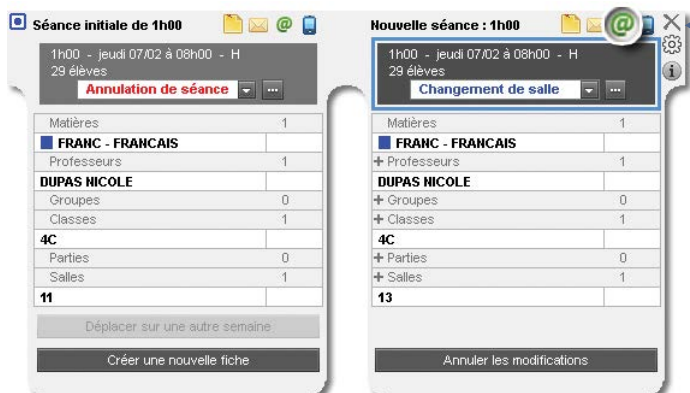 Séance initiale de 1h00
@
1h00 - jeudi 07/02 à 08h00 - H
29 élèves
Annulation de séance ...
Matières 1
FRANC - FRANCAIS
Professeurs 1
DUPAS NICOLE
Groupes 0
Classes 1
4C
Parties 0
Salles 1
11
Déplacer sur une autre semaine
Créer une nouvelle fiche
Nouvelle séance : 1h00
@
1h00 - jeudi 07/02 à 08h00 - H
29 élèves
Changement de salle ...
Matières 1
FRANC - FRANCAIS
+ Professeurs 1
DUPAS NICOLE
+ Groupes 0
+ Classes 1
4C
+ Parties 0
+ Salles 1
13
Annuler les modifications
i